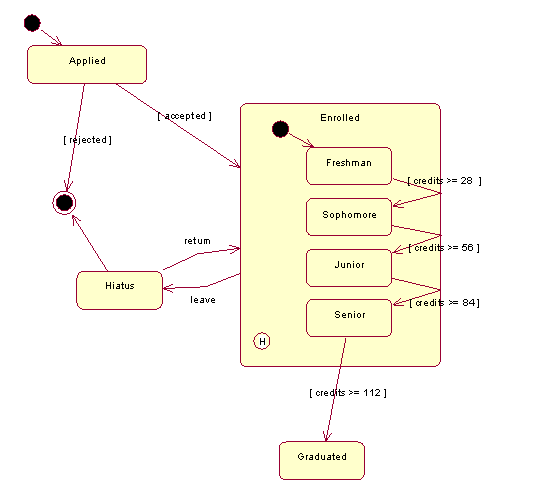 Applied
[ accepted ]
Enrolled
[ rejected ]
Freshman
[ credits >= 28 ]
Sophomore
return
[ credits >= 56 ]
Junior
Hiatus
leave
[ credits >= 84]
Senior
H
[ credits >= 112 ]
Graduated